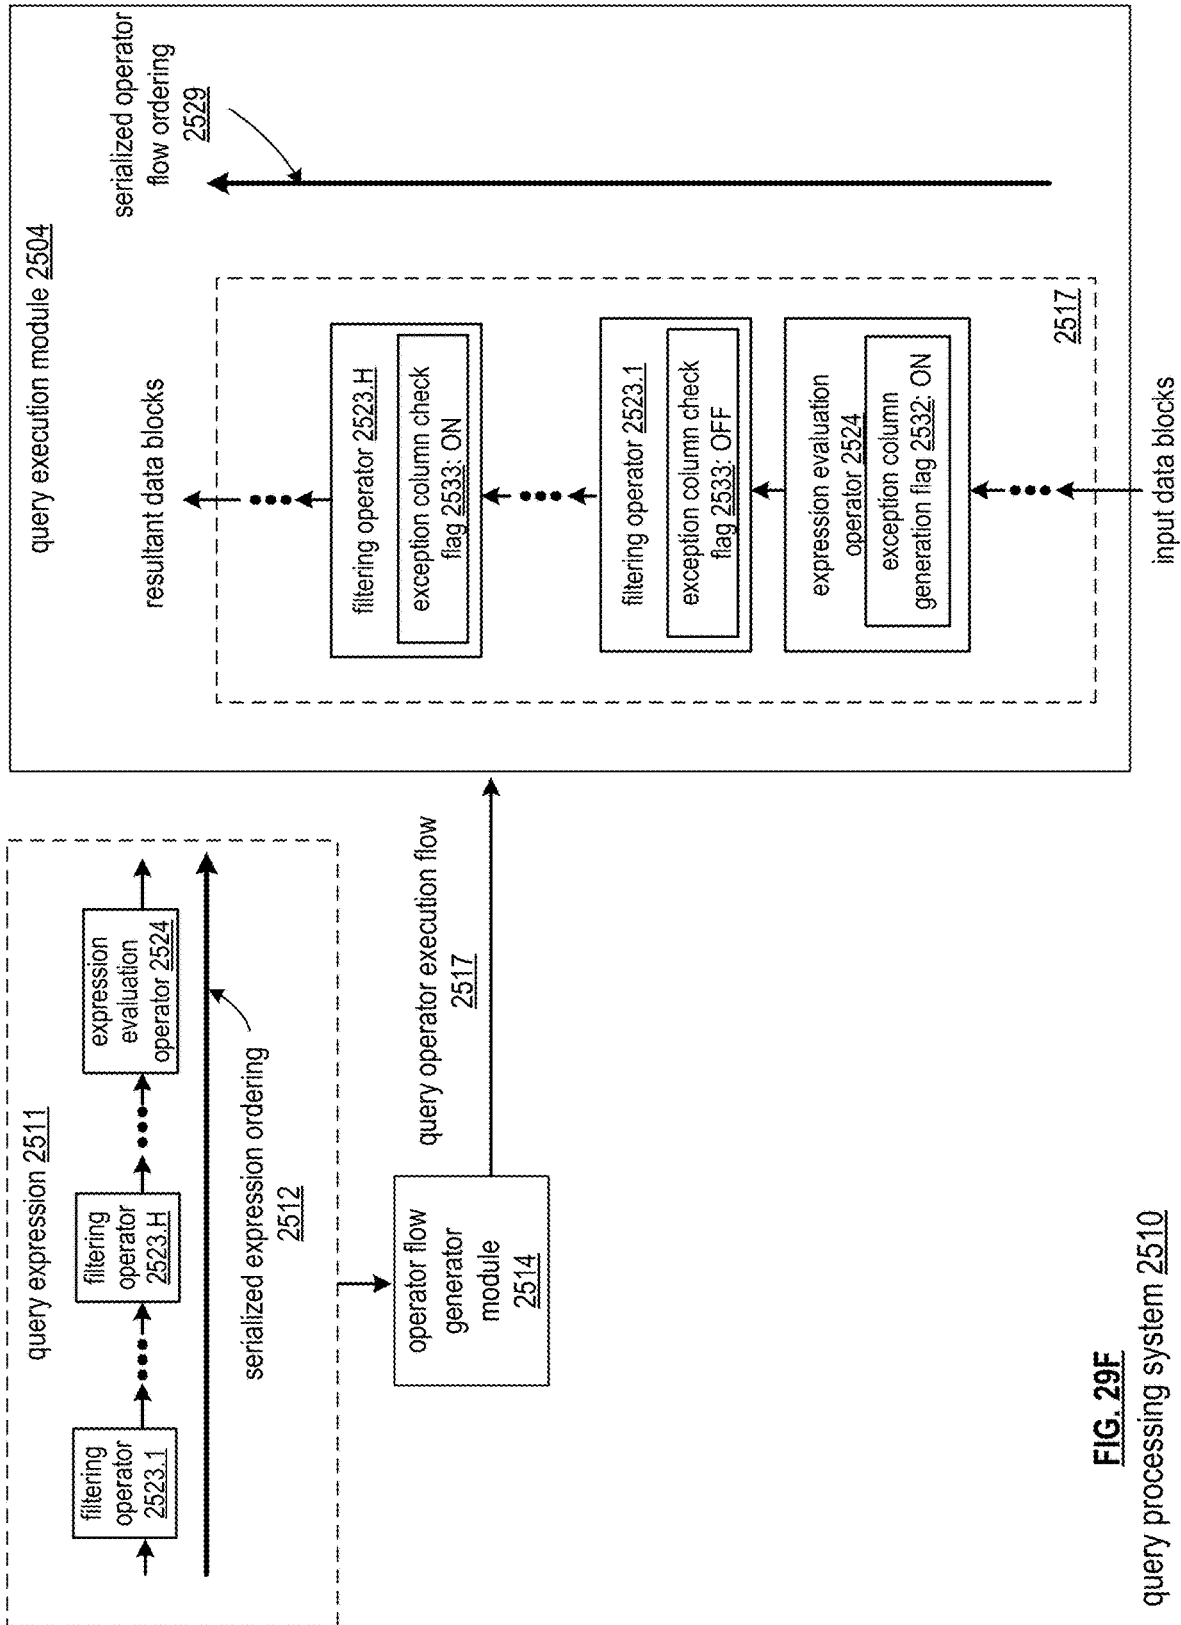 query expression 2511
filtering
operator
2523.1
filtering
operator
2523.H
expression
evaluation
operator 2524
serialized expression ordering
2512
operator flow
generator
module
2514
query operator execution flow
2517
query execution module 2504
resultant data blocks
serialized operator
flow ordering
2529
filtering operator 2523.H
exception column check
flag 2533: ON
filtering operator 2523.1
exception column check
flag 2533: OFF
expression evaluation
operator 2524
exception column
generation flag 2532: ON
2517
input data blocks
FIG. 29F
query processing system 2510